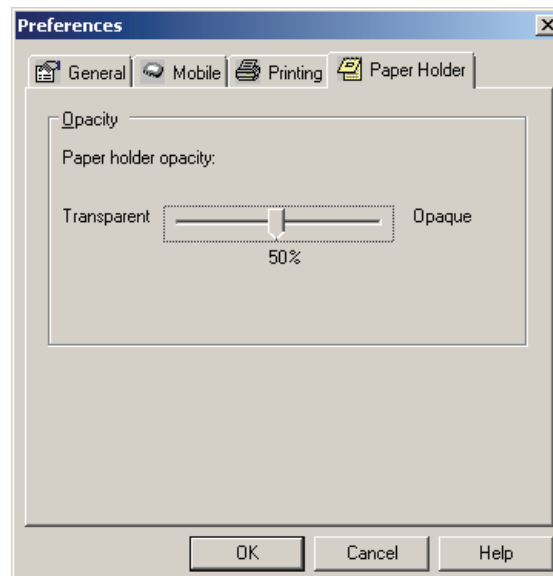 Preferences
General Mobile Printing Paper Holder
Opacity
Paper holder opacity:
Transparent Opaque
50%
OK Cancel Help